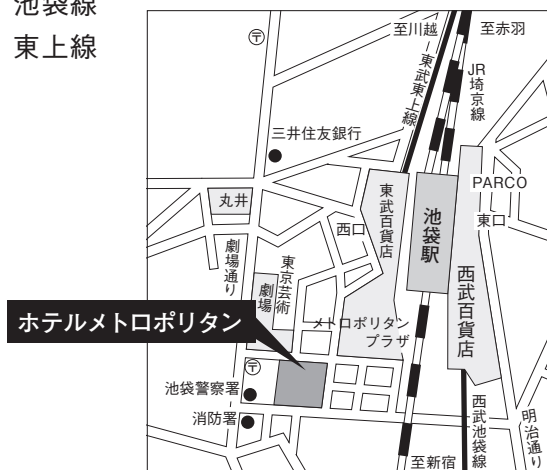 池袋線
東上線
至川越
至赤羽
〒
東武東上線
JR埼京線
三井住友銀行
丸井
東武百貨店
PARCO
西口
池袋駅
東口
劇場通り
東京芸術
劇場
西武百貨店
ホテルメトロポリタン
メトロポリタン
プラザ
〒
池袋警察署
消防署
西武池袋線
明治通り
至新宿